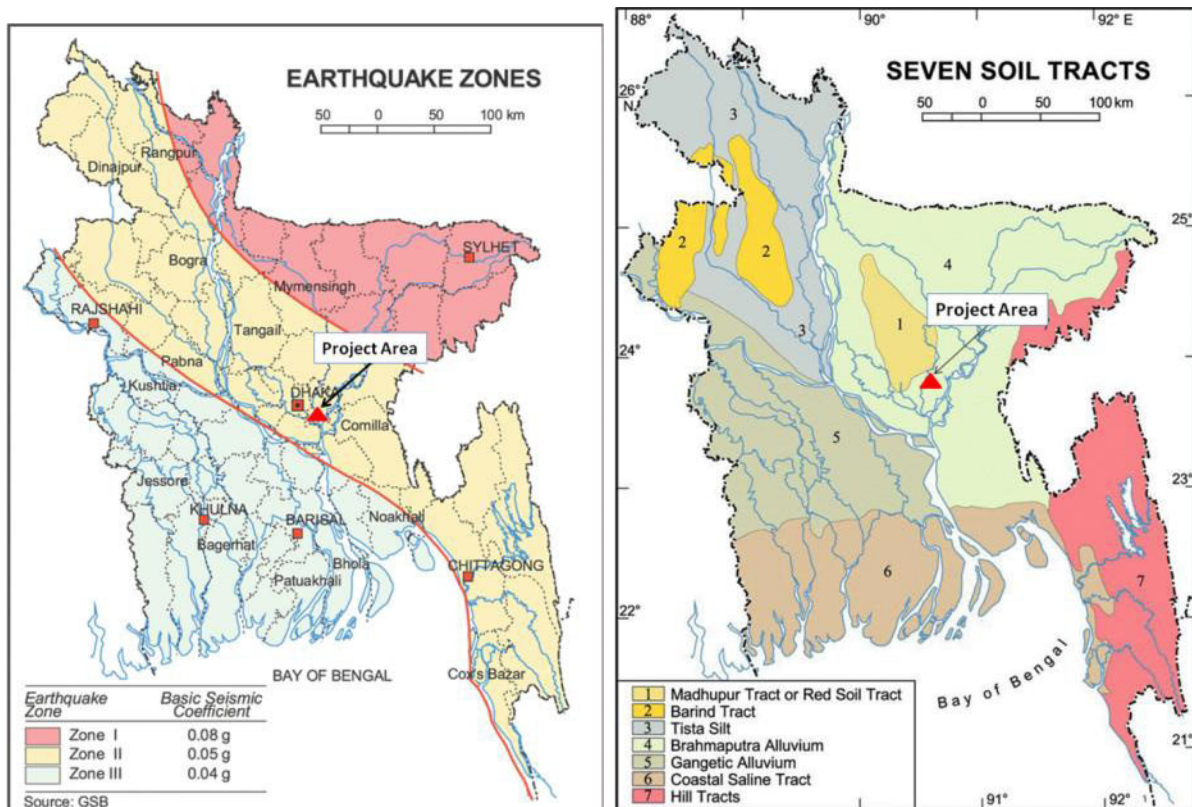 EARTHQUAKE ZONES
50 0 50 100 km
Dinajpur
Rangpur
SYLHET
Bogra
Mymensingh
RAJSHAHI
Tangail
Project Area
Pabna
Kushtia
DHAKA
Comilla
Jessore
KHULNA
BARISAL
Noakhali
Bagerhat
Bhola
CHITTAGONG
Patuakhali
Cox's Bazar
BAY OF BENGAL
Earthquake Zone
Basic Seismic Coefficient
Zone I 0.08 g
Zone II 0.05 g
Zone III 0.04 g
Source: GSB
88° 90° 92° E
SEVEN SOIL TRACTS
50 0 50 100 km
26°
N.
3
25°
2
2
4
1
Project Area
3
24°
5
23°
6
7
22°
Bay of Bengal
21°
1 Madhupur Tract or Red Soil Tract
2 Barind Tract
3 Tista Silt
4 Brahmaputra Alluvium
5 Gangetic Alluvium
6 Coastal Saline Tract
7 Hill Tracts
91° 92°